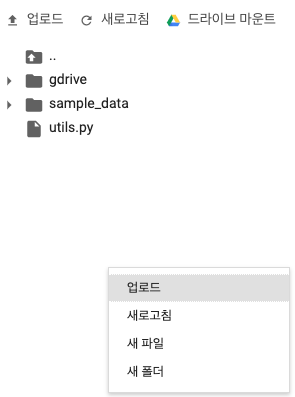 업로드 새로고침 드라이브 마운트
..
gdrive
sample_data
utils.py
업로드
새로고침
새 파일
새 폴더